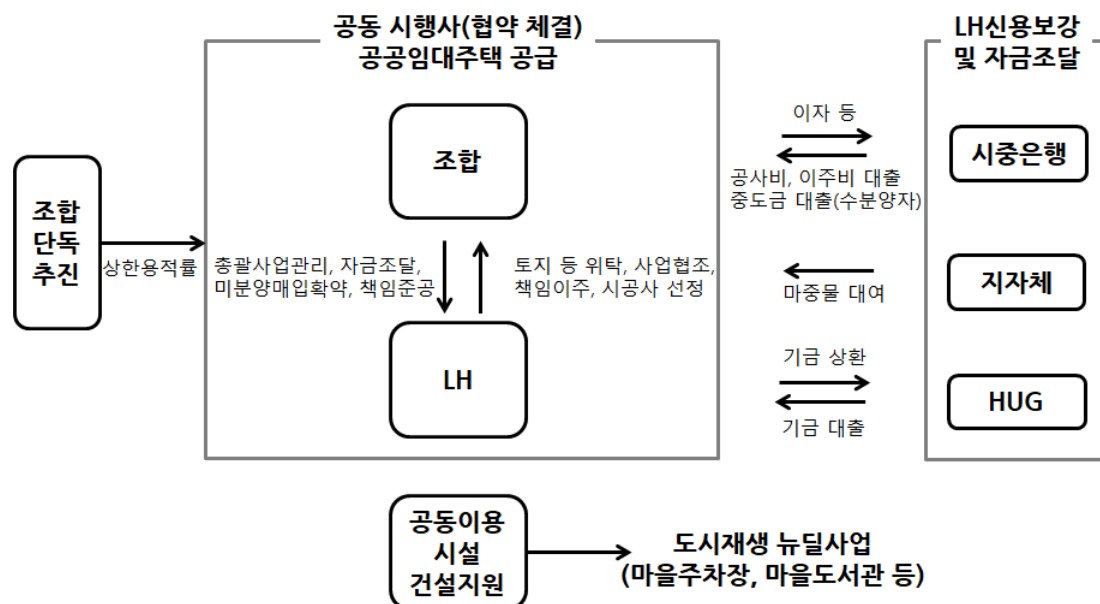 공동 시행사(협약 체결)
공공임대주택 공급
LH신용보강
및 자금조달
조합
단독
추진
상한용적률
조합
총괄사업관리, 자금조달,
미분양매입확약, 책임준공
토지 등 위탁, 사업협조,
책임이주, 시공사 선정
LH
이자 등
공사비, 이주비 대출
중도금 대출(수분양자)
시중은행
마중물 대여
지자체
기금 상환
기금 대출
HUG
공동이용
시설
건설지원
도시재생 뉴딜사업
(마을주차장, 마을도서관 등)